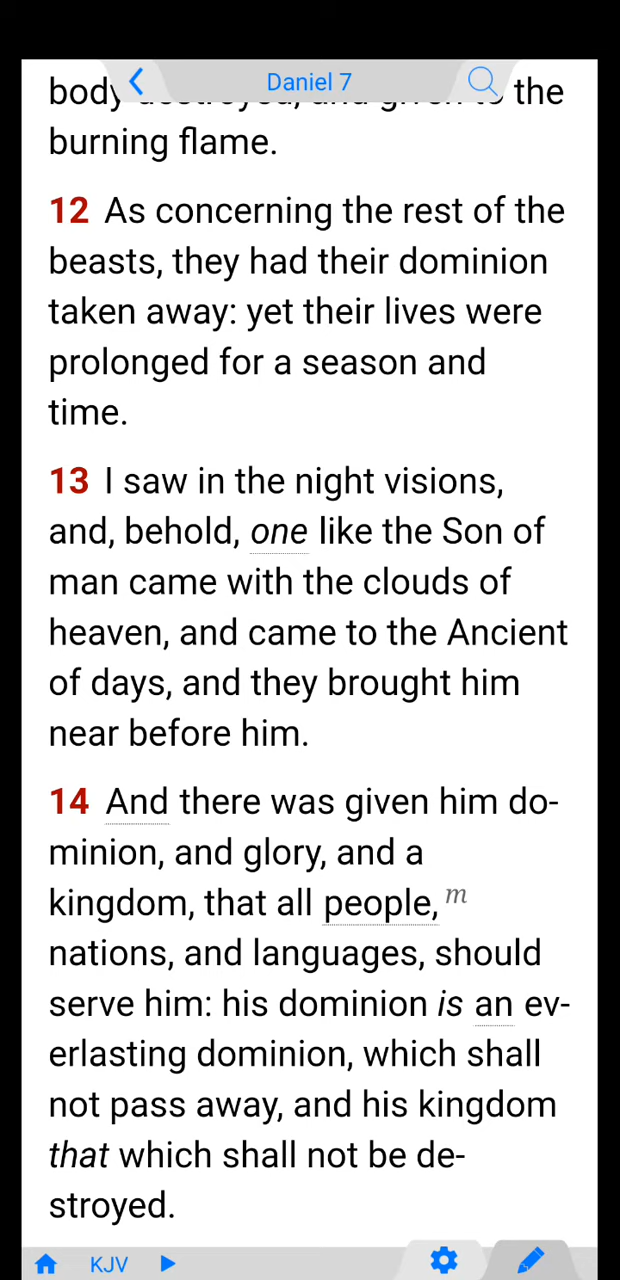 Daniel 7
body the
burning flame.
12 As concerning the rest of the
beasts, they had their dominion
taken away: yet their lives were
prolonged for a season and
time.
13 I saw in the night visions,
and, behold, one like the Son of
man came with the clouds of
heaven, and came to the Ancient
of days, and they brought him
near before him.
14 And there was given him do-
minion, and glory, and a
kingdom, that all people, m
nations, and languages, should
serve him: his dominion is an ev-
erlasting dominion, which shall
not pass away, and his kingdom
that which shall not be de-
stroyed.
KJV